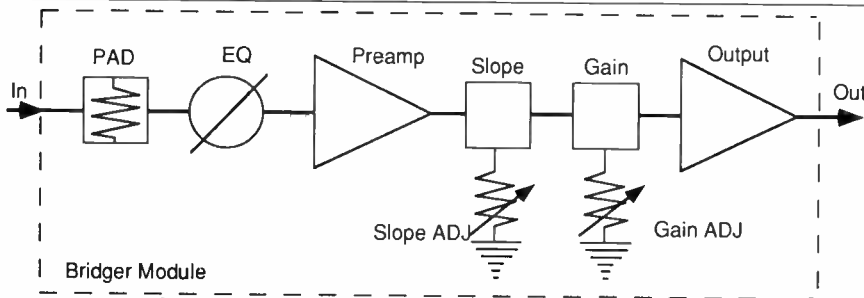 PAD
EQ
Preamp
Slope
Gain
Output
In
Out
Slope ADJ
Gain ADJ
Bridger Module